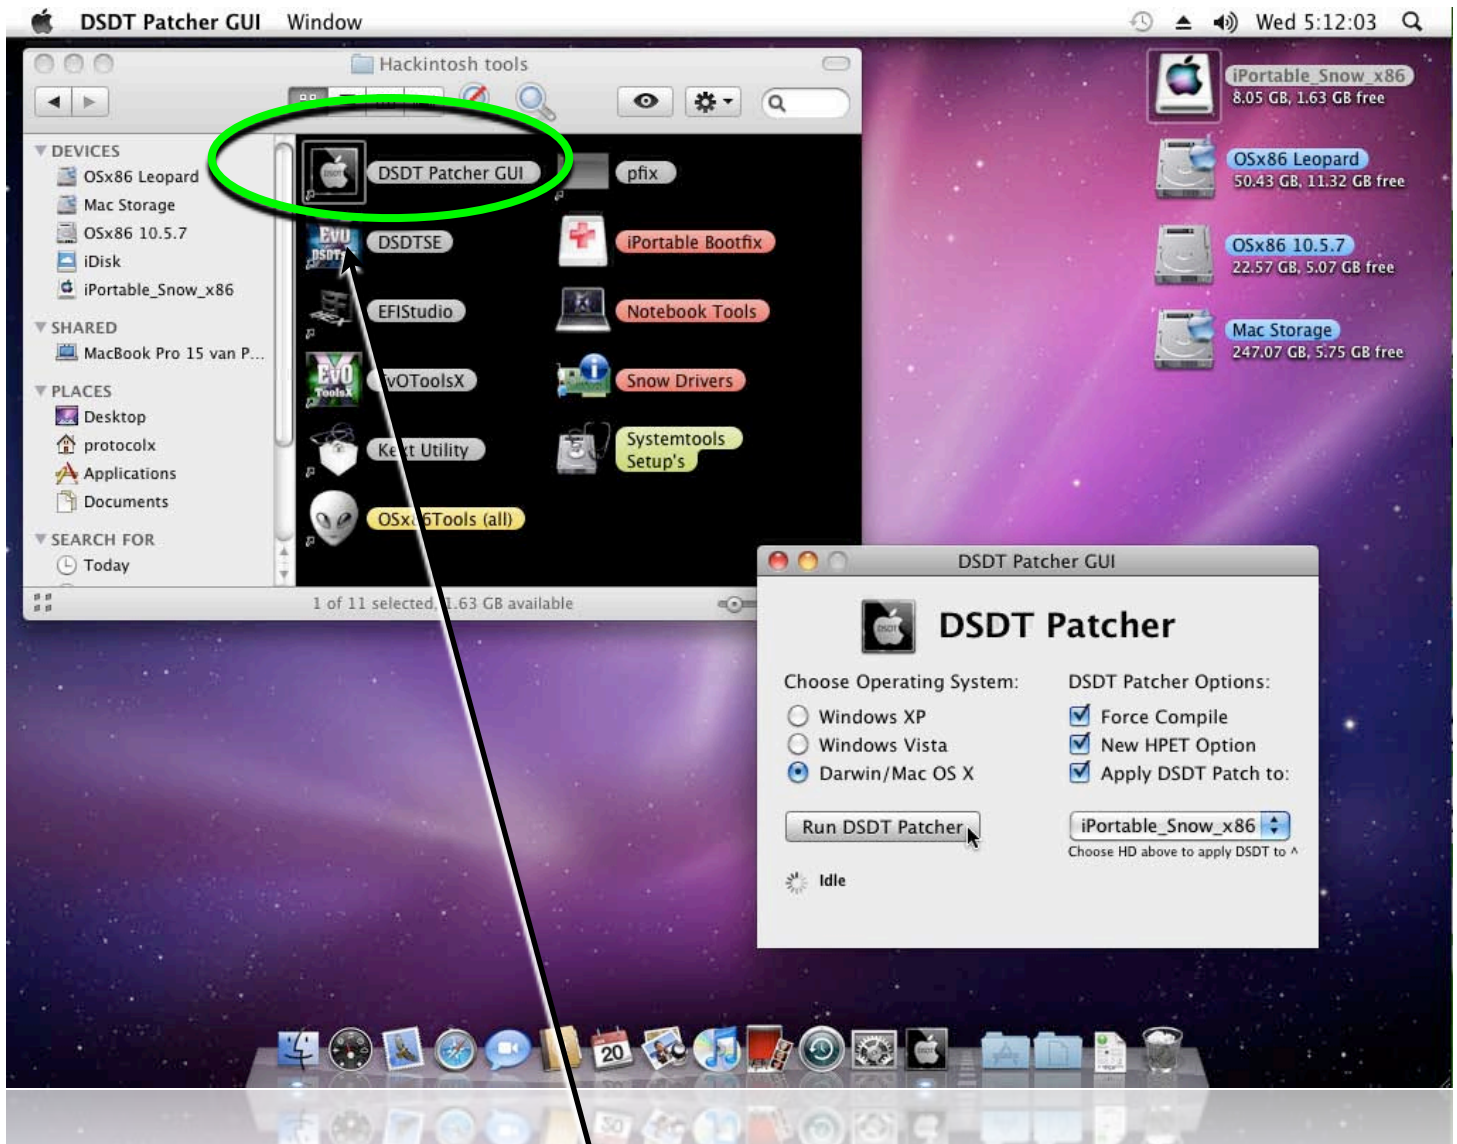 DSDT Patcher GUI Window
Wed 5:12:03
Hackintosh tools
DEVICES
OSx86 Leopard
Mac Storage
OSx86 10.5.7
iDisk
iPortable_Snow_x86
SHARED
MacBook Pro 15 van P...
PLACES
Desktop
protocolx
Applications
Documents
SEARCH FOR
Today
DSDT Patcher GUI
pfix
DSDTSE
iPortable Bootfix
EFIStudio
Notebook Tools
EvOToolsX
Snow Drivers
Kext Utility
Systemtools
Setup's
OSx86Tools (all)
1 of 11 selected, 1.63 GB available
iPortable_Snow_x86
8.05 GB, 1.63 GB free
OSx86 Leopard
50.43 GB, 11.32 GB free
OSx86 10.5.7
22.57 GB, 5.07 GB free
Mac Storage
247.07 GB, 5.75 GB free
DSDT Patcher GUI
DSDT
DSDT Patcher
Choose Operating System:
Windows XP
Windows Vista
Darwin/Mac OS X
Run DSDT Patcher
Idle
DSDT Patcher Options:
Force Compile
New HPET Option
Apply DSDT Patch to:
iPortable_Snow_x86
Choose HD above to apply DSDT to ^
20